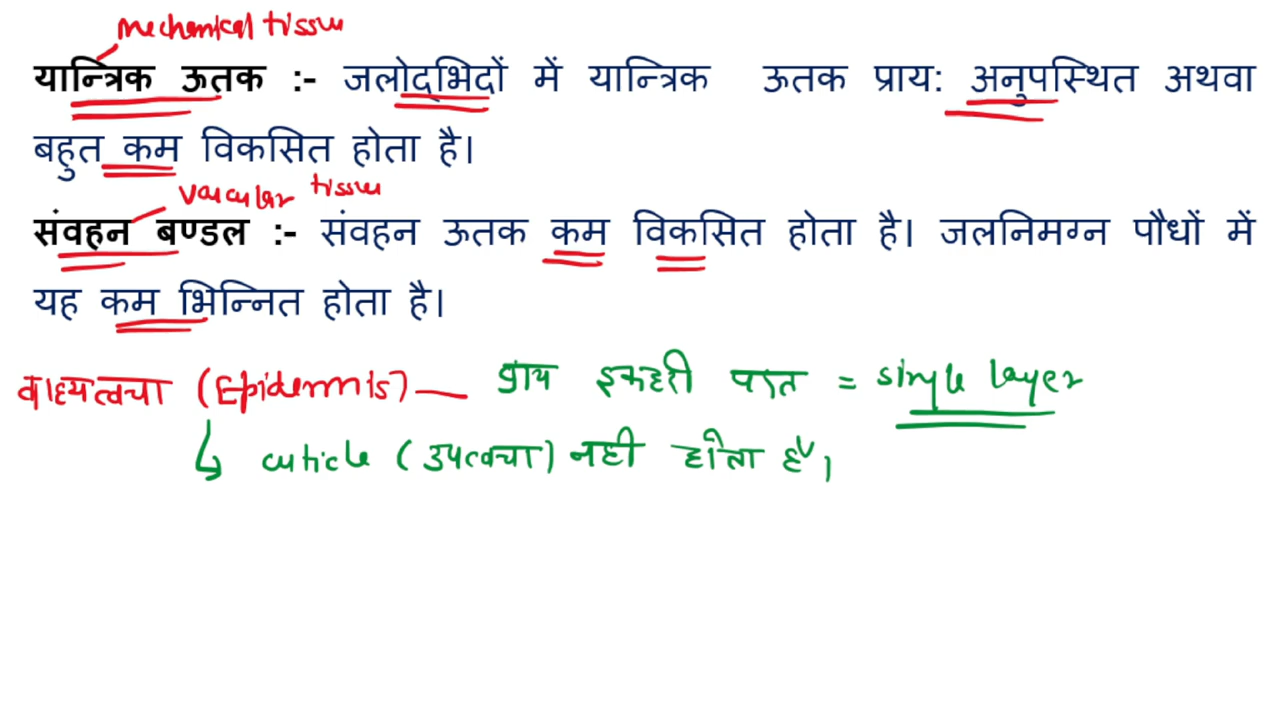 mechanical tissue
यान्त्रिक ऊतक :- जलोद्भिदों में यान्त्रिक ऊतक प्राय: अनुपस्थित अथवा
बहुत कम विकसित होता है।
vascular tissue
संवहन बण्डल :- संवहन ऊतक कम विकसित होता है। जलनिमग्न पौधों में
यह कम भिन्नित होता है।
वाह्यत्वचा (Epidermis) — प्राय इकहरी परत = single layer
↳ cuticle (उपत्वचा) नही होता है।